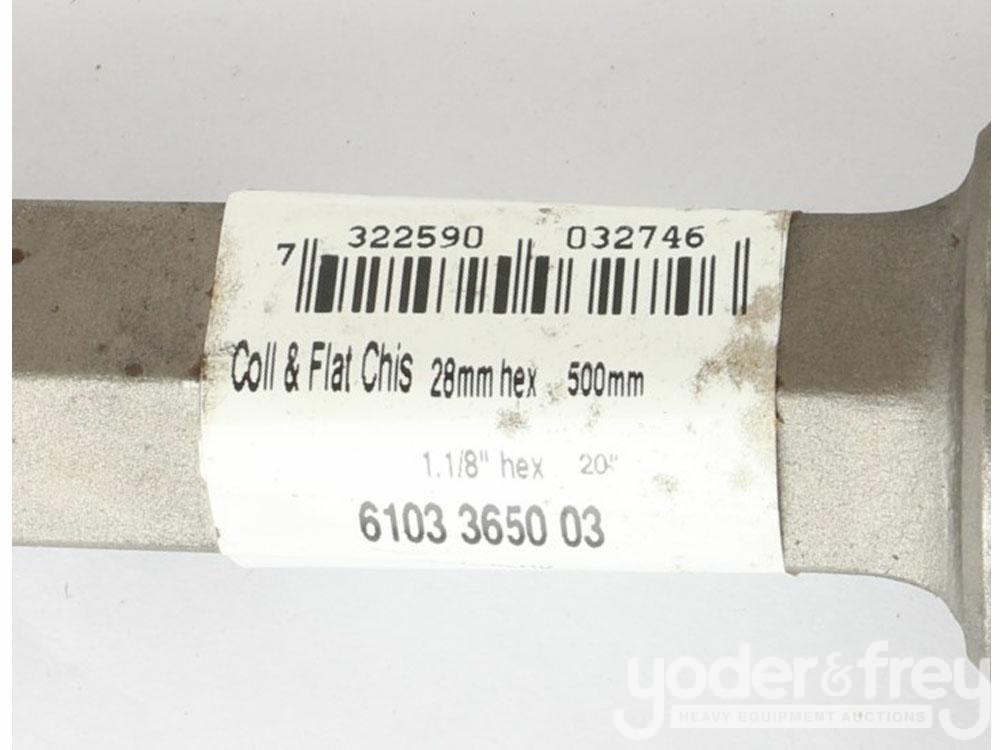 7 322590 032746
Coll & Flat Chis 28mm hex 500mm
1.1/8" hex 20"
6103 3650 03
yoder&frey
HEAVY EQUIPMENT AUCTIONS